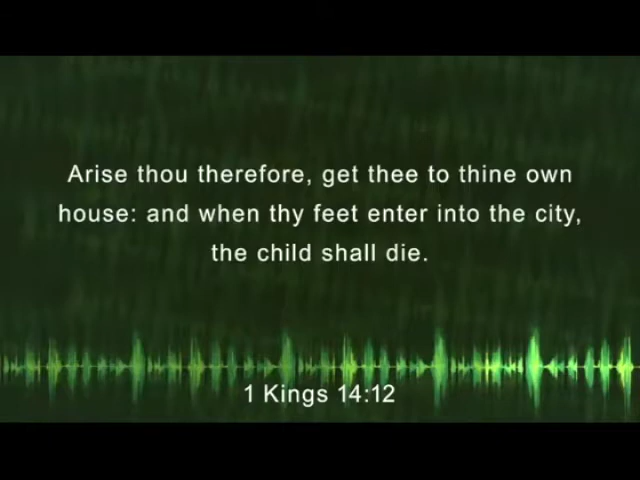 Arise thou therefore, get thee to thine own
house: and when thy feet enter into the city,
the child shall die.
1 Kings 14:12